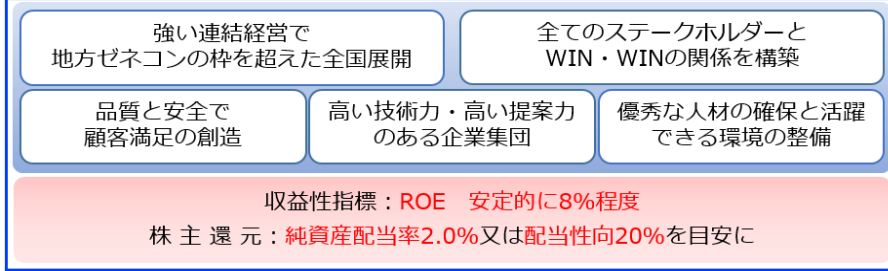 強い連結経営で
地方ゼネコンの枠を超えた全国展開
全てのステークホルダーと
WIN・WINの関係を構築
品質と安全で
顧客満足の創造
高い技術力・高い提案力
のある企業集団
優秀な人材の確保と活躍
できる環境の整備
収益性指標：ROE　安定的に8%程度
株 主 還 元：純資産配当率2.0%又は配当性向20%を目安に